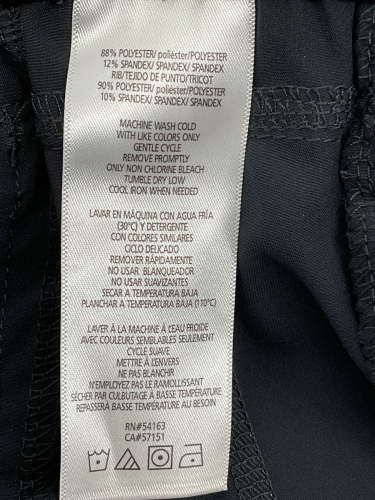 88% POLYESTER/ poliéster/POLYESTER
12% SPANDEX/ SPANDEX/ SPANDEX
RIB/TEJIDO DE PUNTO/TRICOT
90% POLYESTER/ poliéster/POLYESTER
10% SPANDEX/ SPANDEX/ SPANDEX
MACHINE WASH COLD
WITH LIKE COLORS ONLY
GENTLE CYCLE
REMOVE PROMPTLY
ONLY NON CHLORINE BLEACH
TUMBLE DRY LOW
COOL IRON WHEN NEEDED
LAVAR EN MÁQUINA CON AGUA FRÍA
(30°C) Y DETERGENTE
CON COLORES SIMILARES
CICLO DELICADO
REMOVER RÁPIDAMENTE
NO USAR BLANQUEADOR
NO USAR SUAVIZANTES
SECAR A TEMPERATURA BAJA
PLANCHAR A TEMPERATURA BAJA (110°C)
LAVER À LA MACHINE À L'EAU FROIDE
AVEC COULEURS SEMBLABLES SEULEMENT
CYCLE SUAVE
METTRE À L'ENVERS
NE PAS BLANCHIR
N'EMPLOYEZ PAS LE RAMOLLISSANT
SÉCHER PAR CULBUTAGE À BASSE TEMPÉRATURE
REPASSERÀ BASSE TEMPÉRATURE AU BESOIN
RN#54163
CA#57151